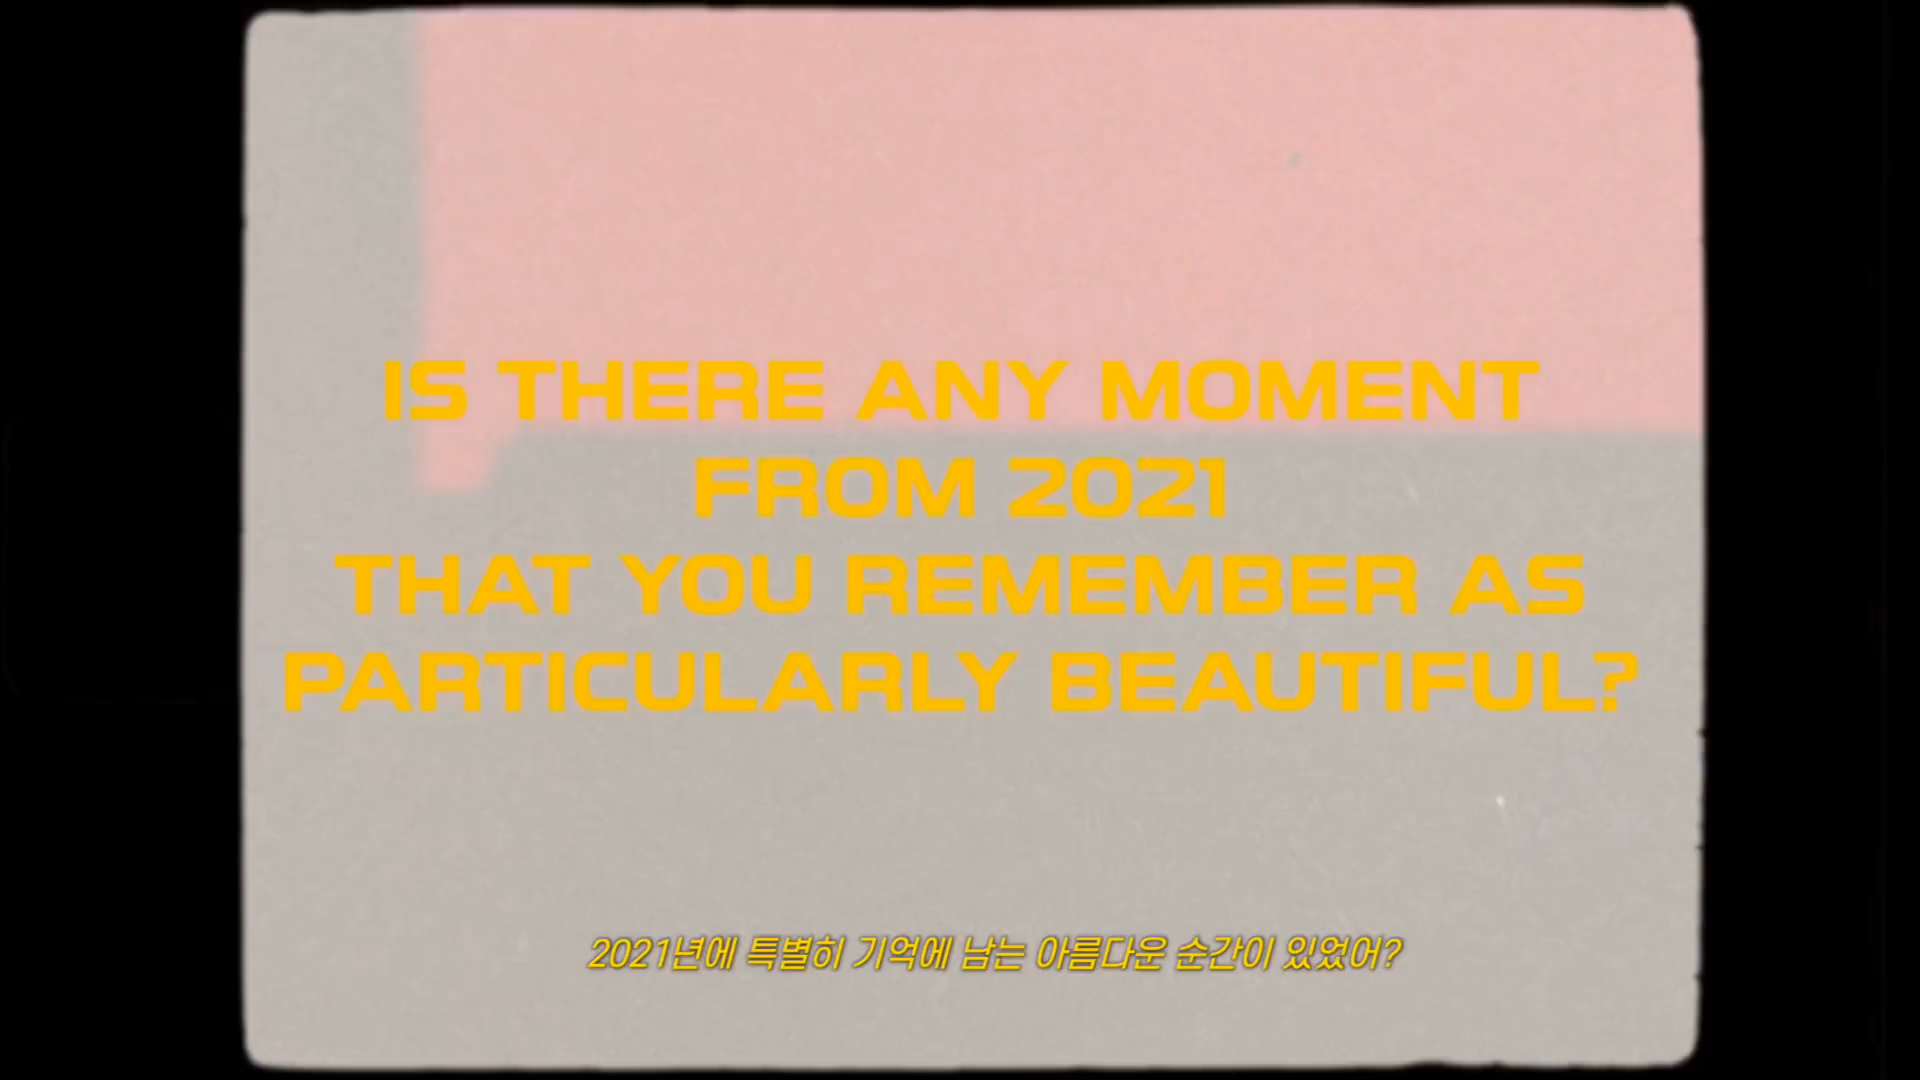 IS THERE ANY MOMENT
FROM 2021
THAT YOU REMEMBER AS
PARTICULARLY BEAUTIFUL?
2021년에 특별히 기억에 남는 아름다운 순간이 있었어?